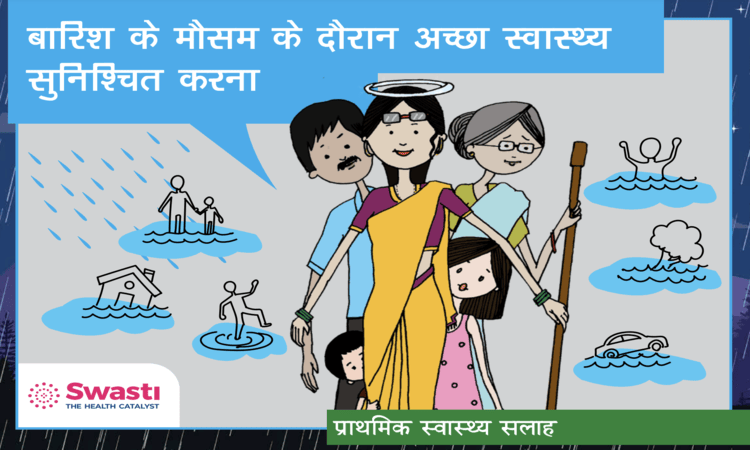 बारिश के मौसम के दौरान अच्छा स्वास्थ्य
सुनिश्चित करना
Swasti
THE HEALTH CATALYST
प्राथमिक स्वास्थ्य सलाह